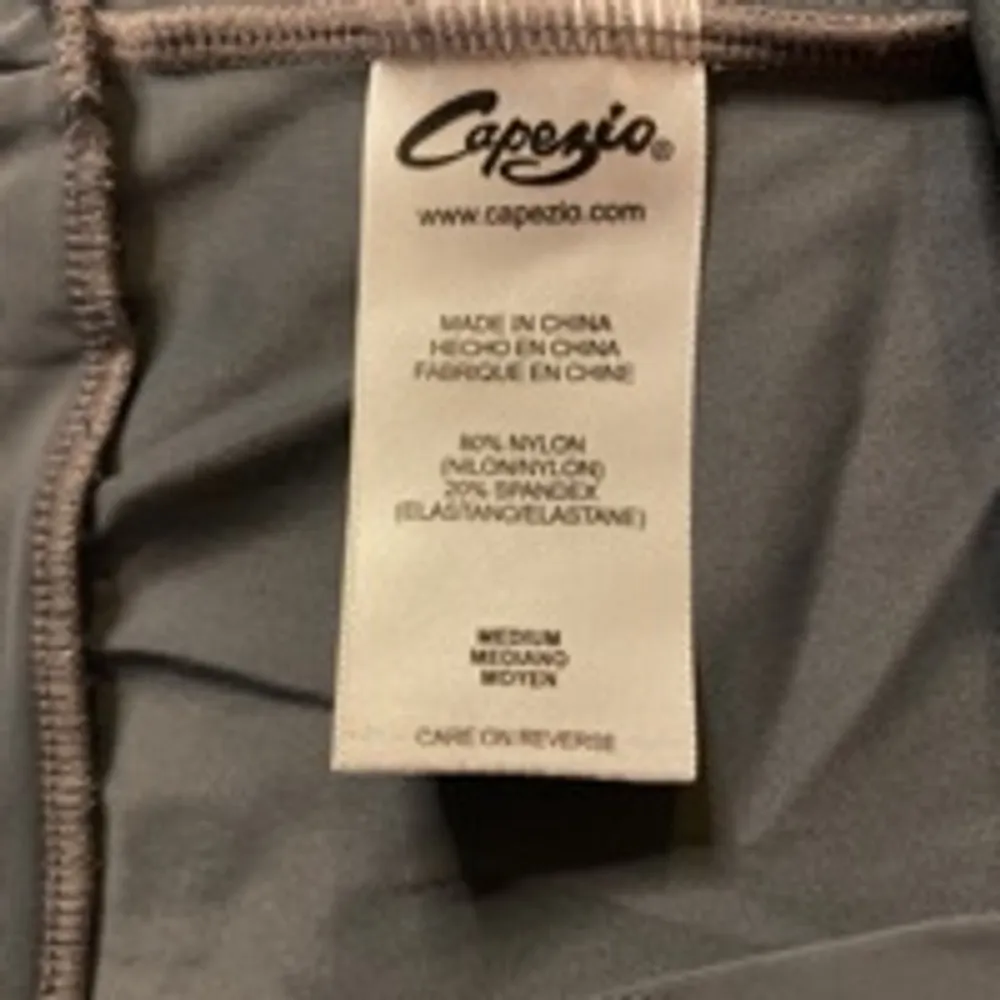 Capezio®
www.capezio.com
MADE IN CHINA
HECHO EN CHINA
FABRIQUE EN CHINE
80% NYLON
(NILON/NYLON)
20% SPANDEX
(ELASTANO/ELASTANE)
MEDIUM
MEDIANO
MOYEN
CARE ON REVERSE